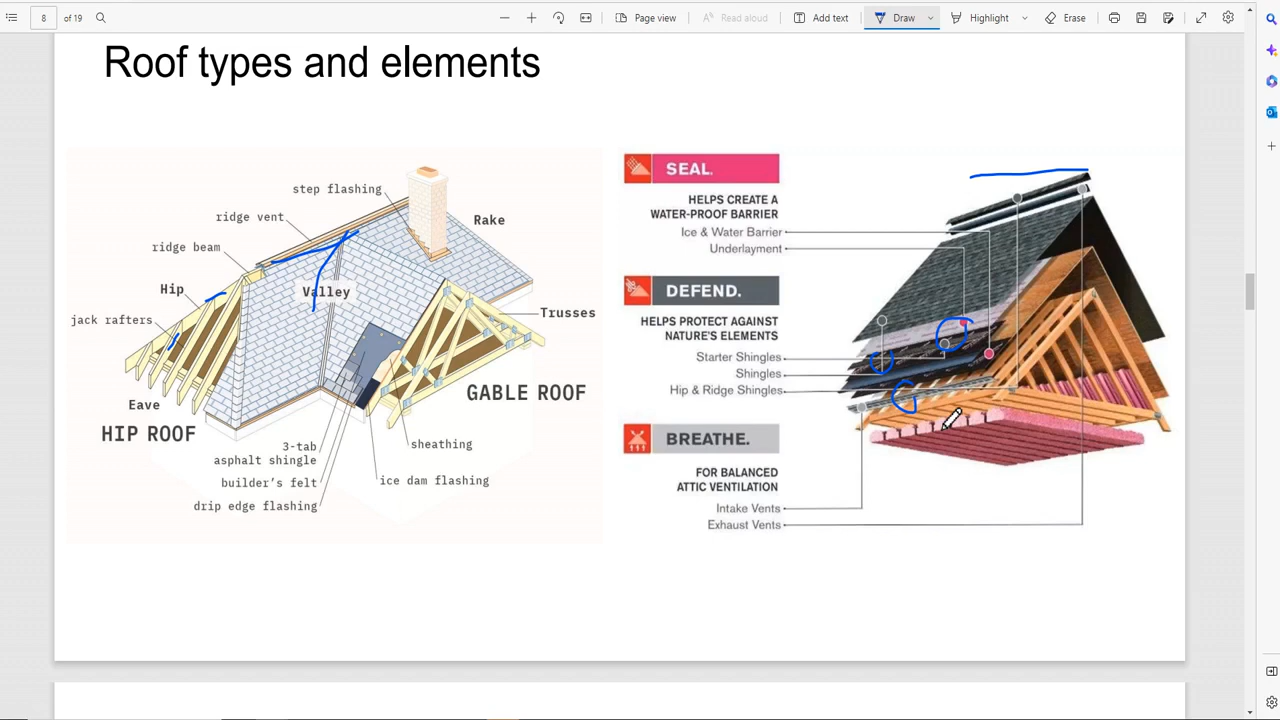 8 of 19 Page view Read aloud Add text Draw Highlight Erase
Roof types and elements
step flashing
ridge vent
Rake
ridge beam
Hip
Valley
jack rafters
Trusses
GABLE ROOF
Eave
HIP ROOF
3-tab
asphalt shingle
sheathing
builder's felt
ice dam flashing
drip edge flashing
SEAL.
HELPS CREATE A
WATER-PROOF BARRIER
Ice & Water Barrier
Underlayment
DEFEND.
HELPS PROTECT AGAINST
NATURE'S ELEMENTS
Starter Shingles
Shingles
Hip & Ridge Shingles
BREATHE.
FOR BALANCED
ATTIC VENTILATION
Intake Vents
Exhaust Vents